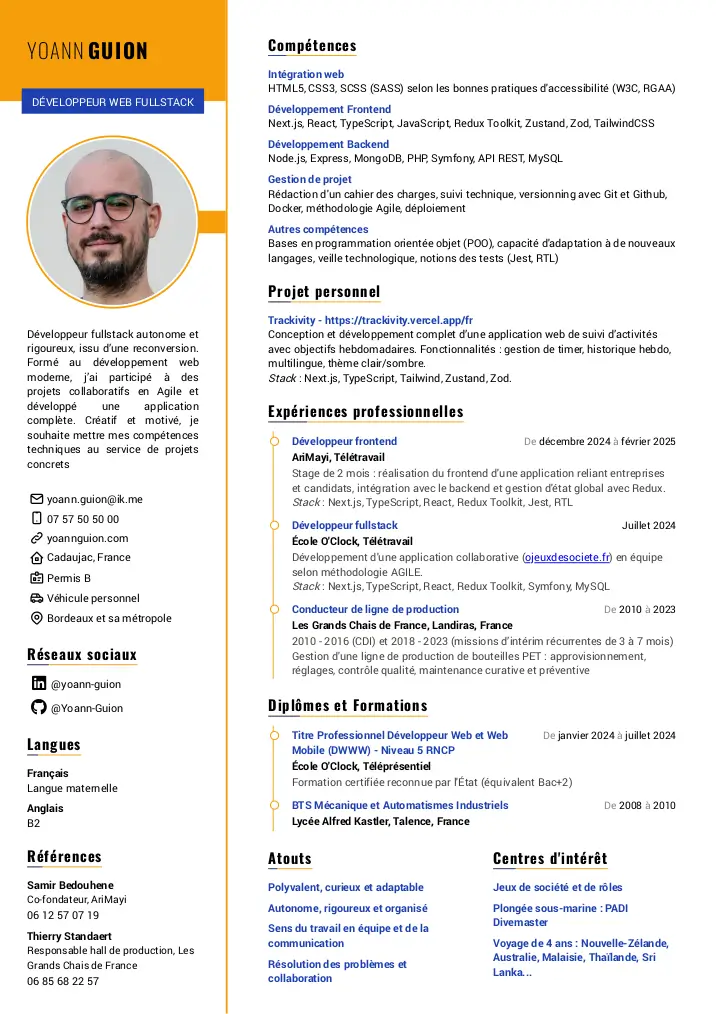 YOANN GUION
DÉVELOPPEUR WEB FULLSTACK
Développeur fullstack autonome et
rigoureux, issu d'une reconversion.
Formé au développement web
moderne, j'ai participé à des
projets collaboratifs en Agile et
développé une application
complète. Créatif et motivé, je
souhaite mettre mes compétences
techniques au service de projets
concrets
yoann.guion@ik.me
07 57 50 50 00
yoannguion.com
Cadaujac, France
Permis B
Véhicule personnel
Bordeaux et sa métropole
Réseaux sociaux
@yoann-guion
@Yoann-Guion
Langues
Français
Langue maternelle
Anglais
B2
Références
Samir Bedouhene
Co-fondateur, AriMayi
06 12 57 07 19
Thierry Standaert
Responsable hall de production, Les
Grands Chais de France
06 85 68 22 57
Compétences
Intégration web
HTML5, CSS3, SCSS (SASS) selon les bonnes pratiques d'accessibilité (W3C, RGAA)
Développement Frontend
Next.js, React, TypeScript, JavaScript, Redux Toolkit, Zustand, Zod, TailwindCSS
Développement Backend
Node.js, Express, MongoDB, PHP, Symfony, API REST, MySQL
Gestion de projet
Rédaction d'un cahier des charges, suivi technique, versionning avec Git et Github,
Docker, méthodologie Agile, déploiement
Autres compétences
Bases en programmation orientée objet (POO), capacité d'adaptation à de nouveaux
langages, veille technologique, notions des tests (Jest, RTL)
Projet personnel
Trackivity - https://trackivity.vercel.app/fr
Conception et développement complet d'une application web de suivi d'activités
avec objectifs hebdomadaires. Fonctionnalités : gestion de timer, historique hebdo,
multilingue, thème clair/sombre.
Stack : Next.js, TypeScript, Tailwind, Zustand, Zod.
Expériences professionnelles
Développeur frontend De décembre 2024 à février 2025
AriMayi, Télétravail
Stage de 2 mois : réalisation du frontend d'une application reliant entreprises
et candidats, intégration avec le backend et gestion d'état global avec Redux.
Stack : Next.js, TypeScript, React, Redux Toolkit, Jest, RTL
Développeur fullstack Juillet 2024
École O'Clock, Télétravail
Développement d'une application collaborative (ojeuxdesociete.fr) en équipe
selon méthodologie AGILE.
Stack : Next.js, TypeScript, React, Redux Toolkit, Symfony, MySQL
Conducteur de ligne de production De 2010 à 2023
Les Grands Chais de France, Landiras, France
2010 - 2016 (CDI) et 2018 - 2023 (missions d'intérim récurrentes de 3 à 7 mois)
Gestion d'une ligne de production de bouteilles PET : approvisionnement,
réglages, contrôle qualité, maintenance curative et préventive
Diplômes et Formations
Titre Professionnel Développeur Web et Web De janvier 2024 à juillet 2024
Mobile (DWWW) - Niveau 5 RNCP
École O'Clock, Téléprésentiel
Formation certifiée reconnue par l'État (équivalent Bac+2)
BTS Mécanique et Automatismes Industriels De 2008 à 2010
Lycée Alfred Kastler, Talence, France
Atouts
Polyvalent, curieux et adaptable
Autonome, rigoureux et organisé
Sens du travail en équipe et de la
communication
Résolution des problèmes et
collaboration
Centres d'intérêt
Jeux de société et de rôles
Plongée sous-marine : PADI
Divemaster
Voyage de 4 ans : Nouvelle-Zélande,
Australie, Malaisie, Thaïlande, Sri
Lanka...